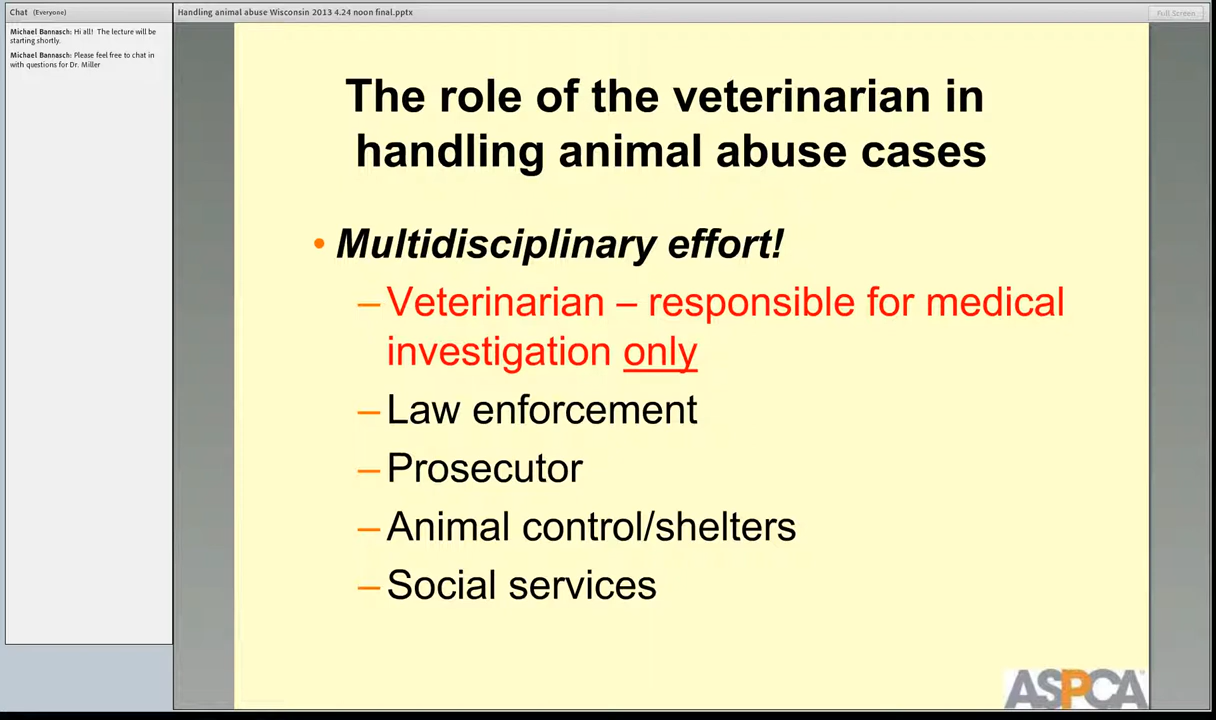 Chat (Everyone)
Michael Bannasch: Hi all! The lecture will be
starting shortly.
Michael Bannasch: Please feel free to chat in
with questions for Dr. Miller
Handling animal abuse Wisconsin 2013 4.24 noon final.pptx
Full Screen
The role of the veterinarian in
handling animal abuse cases
• Multidisciplinary effort!
– Veterinarian – responsible for medical
investigation only
– Law enforcement
– Prosecutor
– Animal control/shelters
– Social services
ASPCA